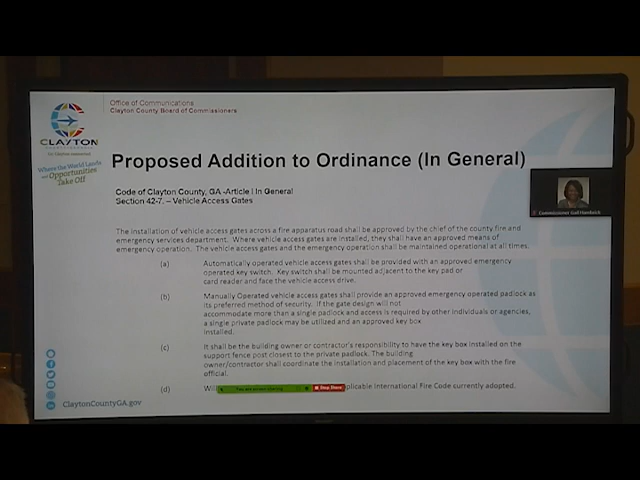 Office of Communications
Clayton County Board of Commissioners
CLAYTON
Where the World Lands
and Opportunities
Take Off
Proposed Addition to Ordinance (In General)
Code of Clayton County, GA -Article I In General
Section 42-7. – Vehicle Access Gates
Commissioner Gail Hambrick
The installation of vehicle access gates across a fire apparatus road shall be approved by the chief of the county fire and
emergency services department. Where vehicle access gates are installed, they shall have an approved means of
emergency operation. The vehicle access gates and the emergency operation shall be maintained operational at all times.
(a) Automatically operated vehicle access gates shall be provided with an approved emergency
operated key switch. Key switch shall be mounted adjacent to the key pad or
card reader and face the vehicle access drive.
(b) Manually Operated vehicle access gates shall provide an approved emergency operated padlock as
its preferred method of security. If the gate design will not
accommodate more than a single padlock and access is required by other individuals or agencies,
a single private padlock may be utilized and an approved key box
installed.
(c) It shall be the building owner or contractor's responsibility to have the key box installed on the
support fence post closest to the private padlock. The building
owner/contractor shall coordinate the installation and placement of the key box with the fire
official.
(d) Will plicable International Fire Code currently adopted.
You are screen sharing Stop Share
ClaytonCountyGA.gov